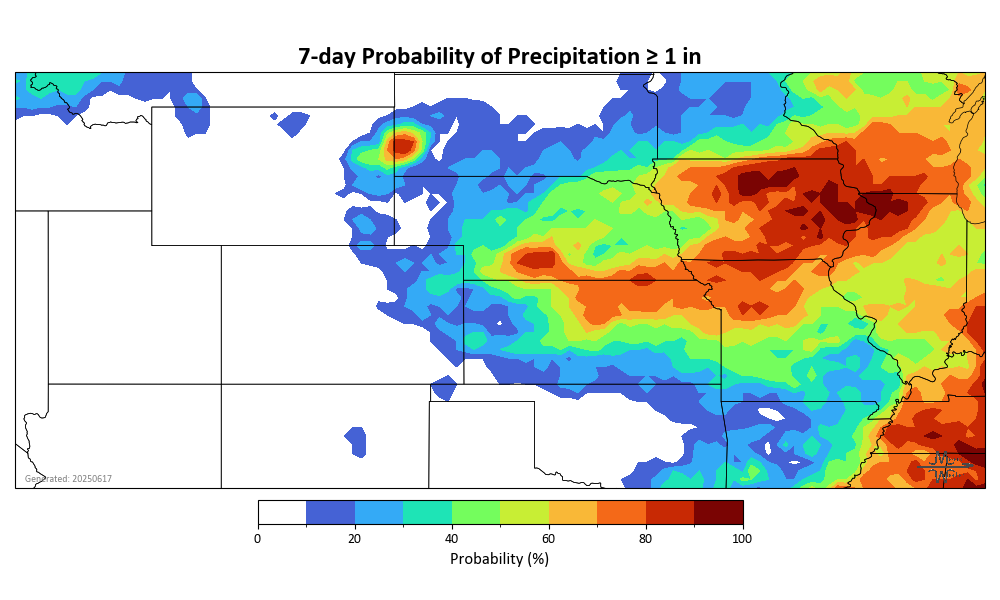 7-day Probability of Precipitation ≥ 1 in
Generated: 20250617
0 20 40 60 80 100
Probability (%)